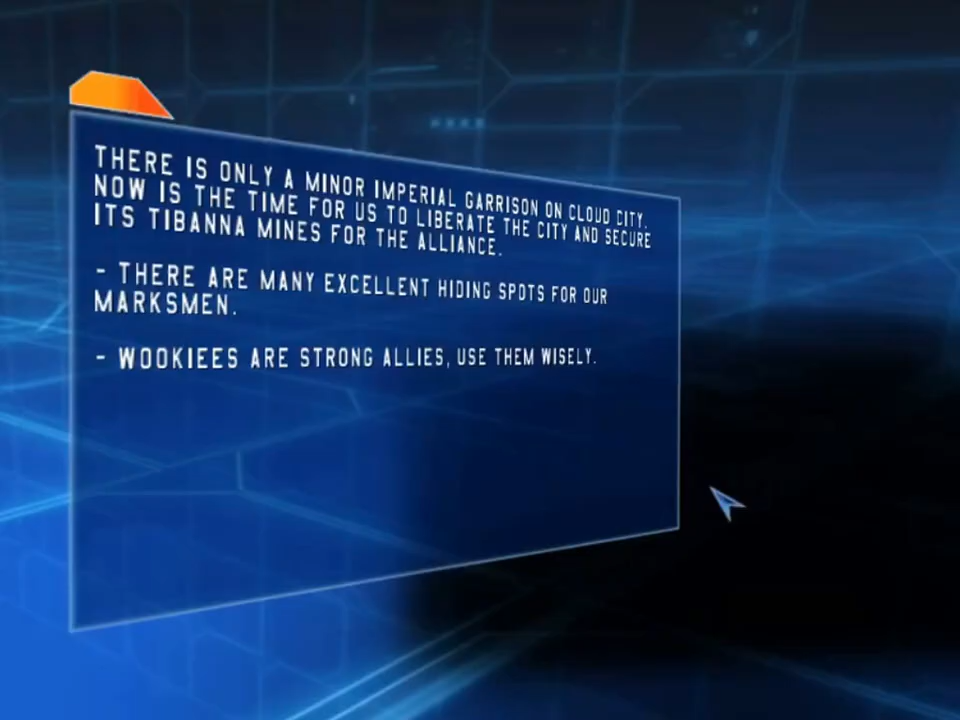 THERE IS ONLY A MINOR IMPERIAL GARRISON ON CLOUD CITY.
NOW IS THE TIME FOR US TO LIBERATE THE CITY AND SECURE
ITS TIBANNA MINES FOR THE ALLIANCE.
- THERE ARE MANY EXCELLENT HIDING SPOTS FOR OUR
MARKSMEN.
- WOOKIEES ARE STRONG ALLIES, USE THEM WISELY.